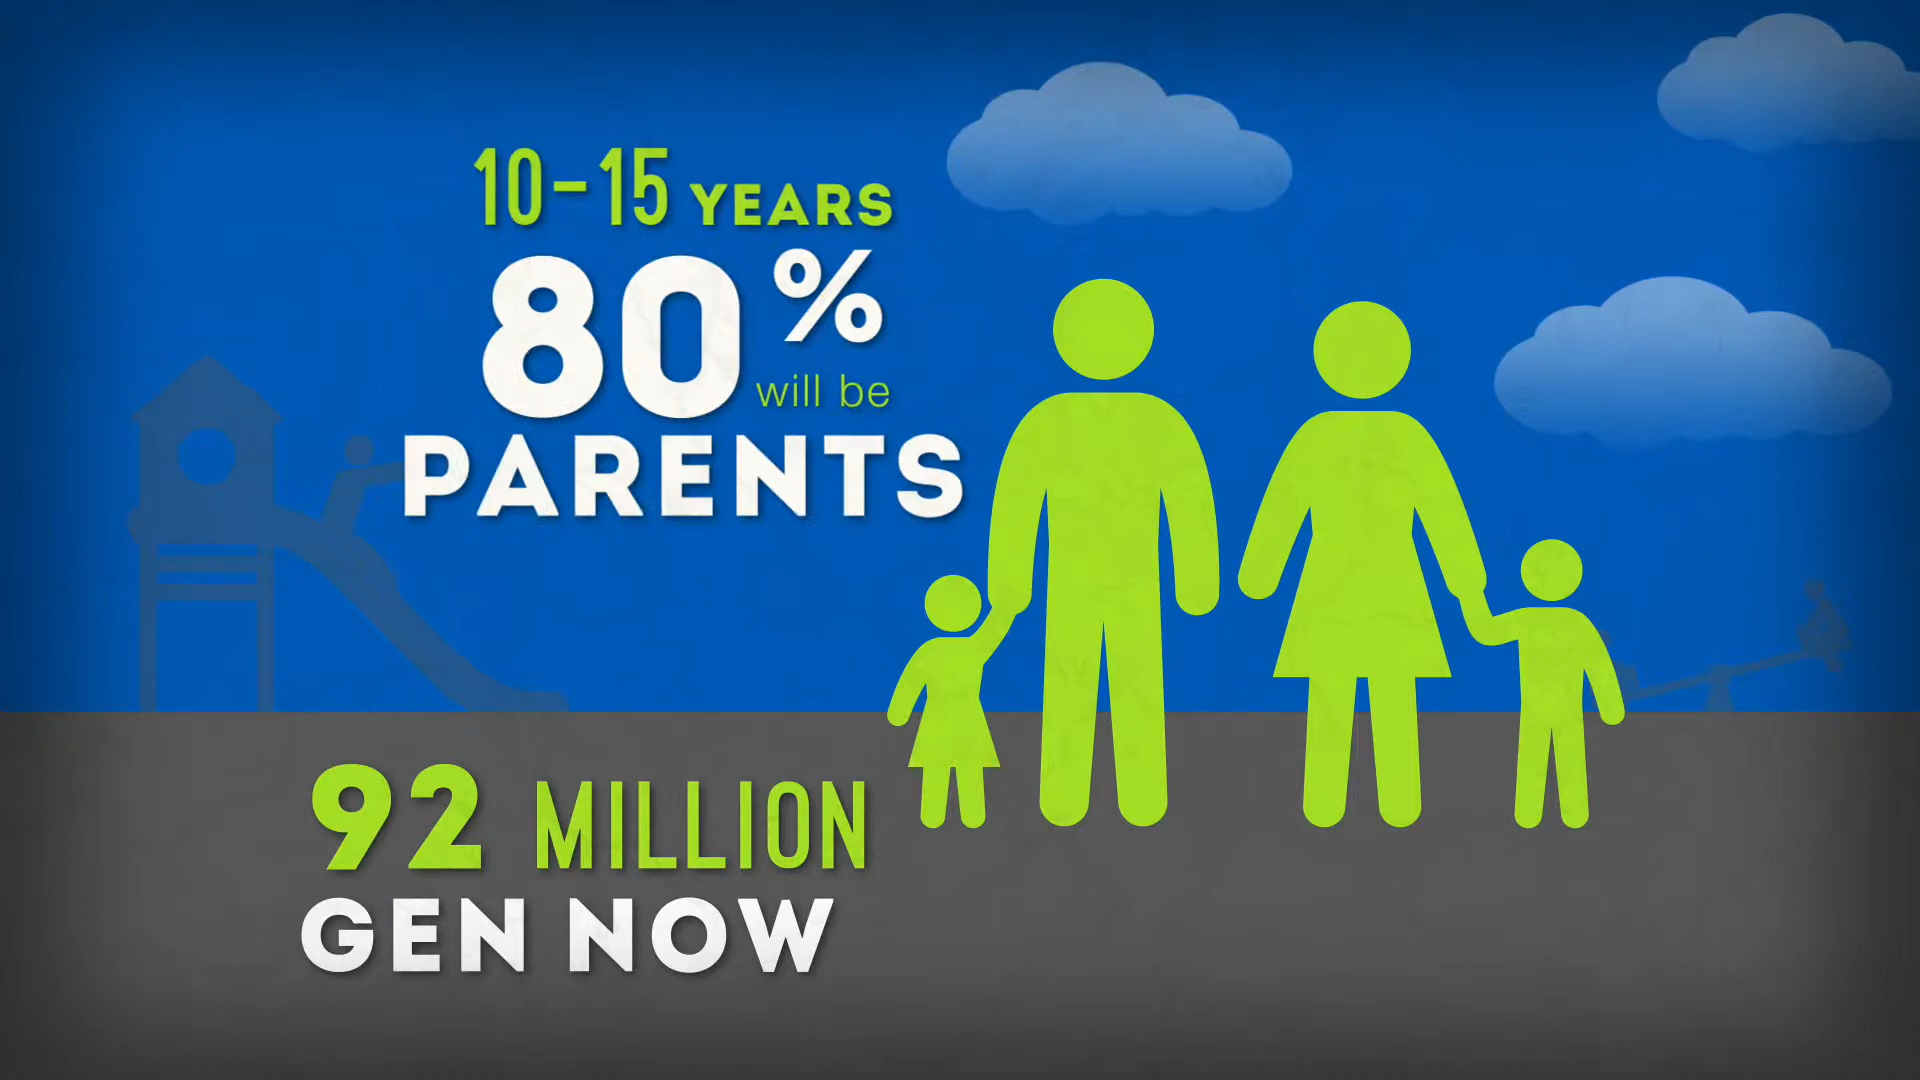 10-15 YEARS
80%
will be
PARENTS
92 MILLION
GEN NOW